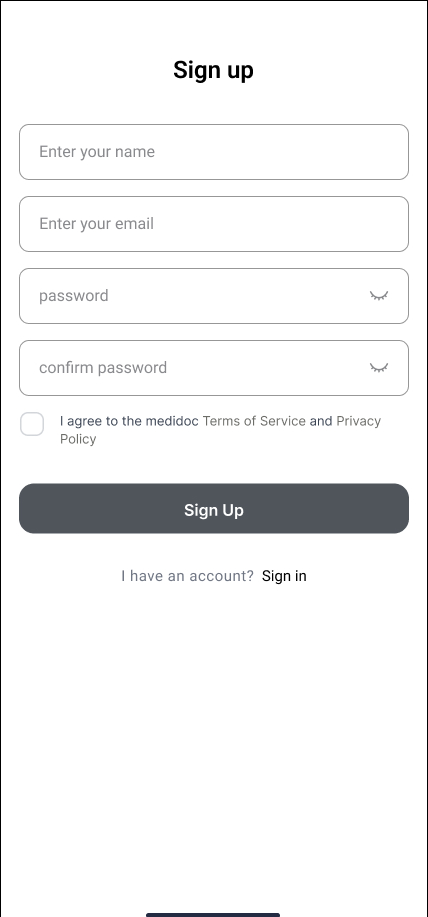 Sign up
Enter your name
Enter your email
password
confirm password
I agree to the medidoc Terms of Service and Privacy
Policy
Sign Up
I have an account? Sign in